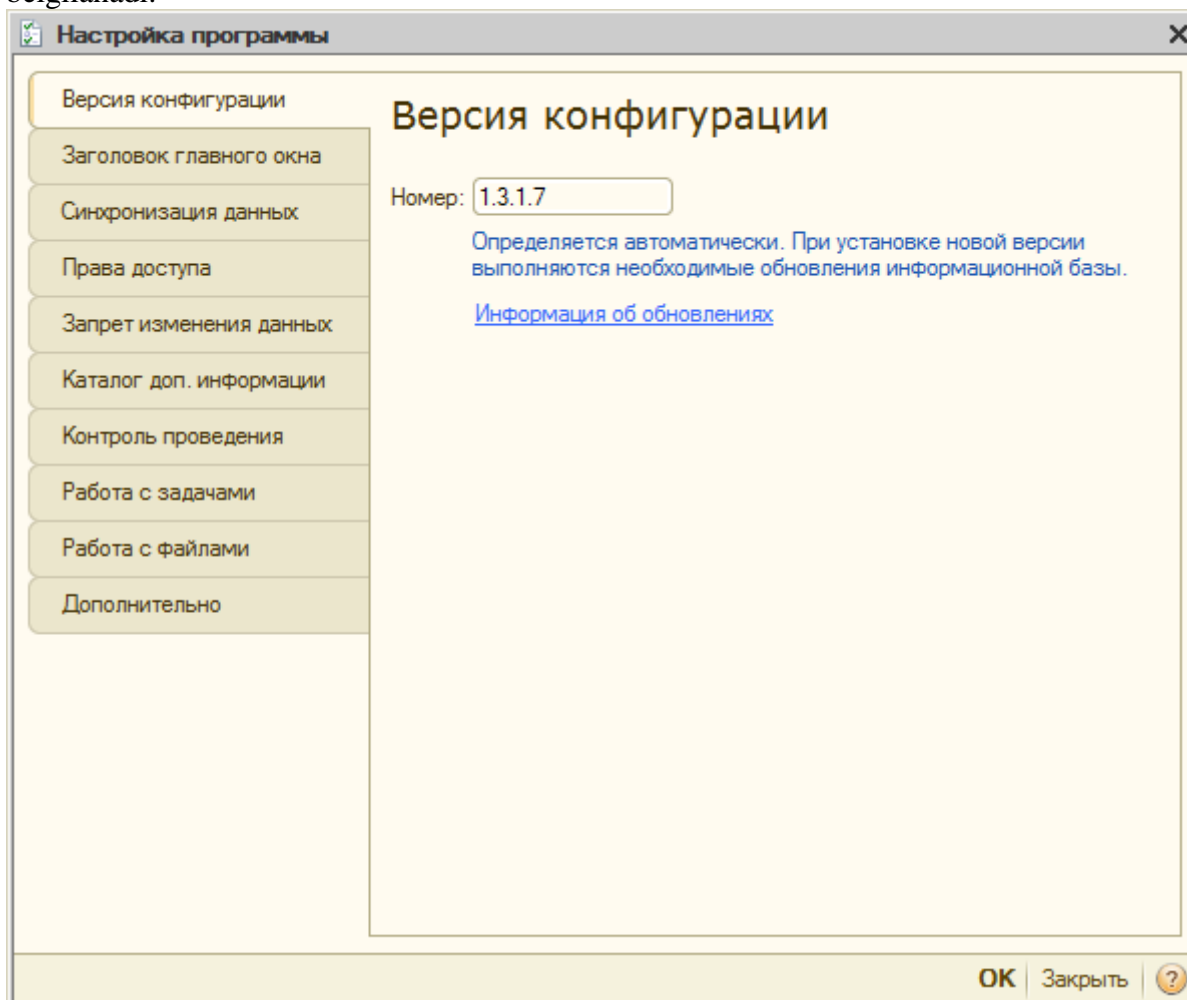 belgilanadi.
Настройка программы
Версия конфигурации
Заголовок главного окна
Синхронизация данных
Права доступа
Запрет изменения данных
Каталог доп. информации
Контроль проведения
Работа с задачами
Работа с файлами
Дополнительно
Версия конфигурации
Номер: 1.3.1.7
Определяется автоматически. При установке новой версии
выполняются необходимые обновления информационной базы.
Информация об обновлениях
OK Закрыть ?